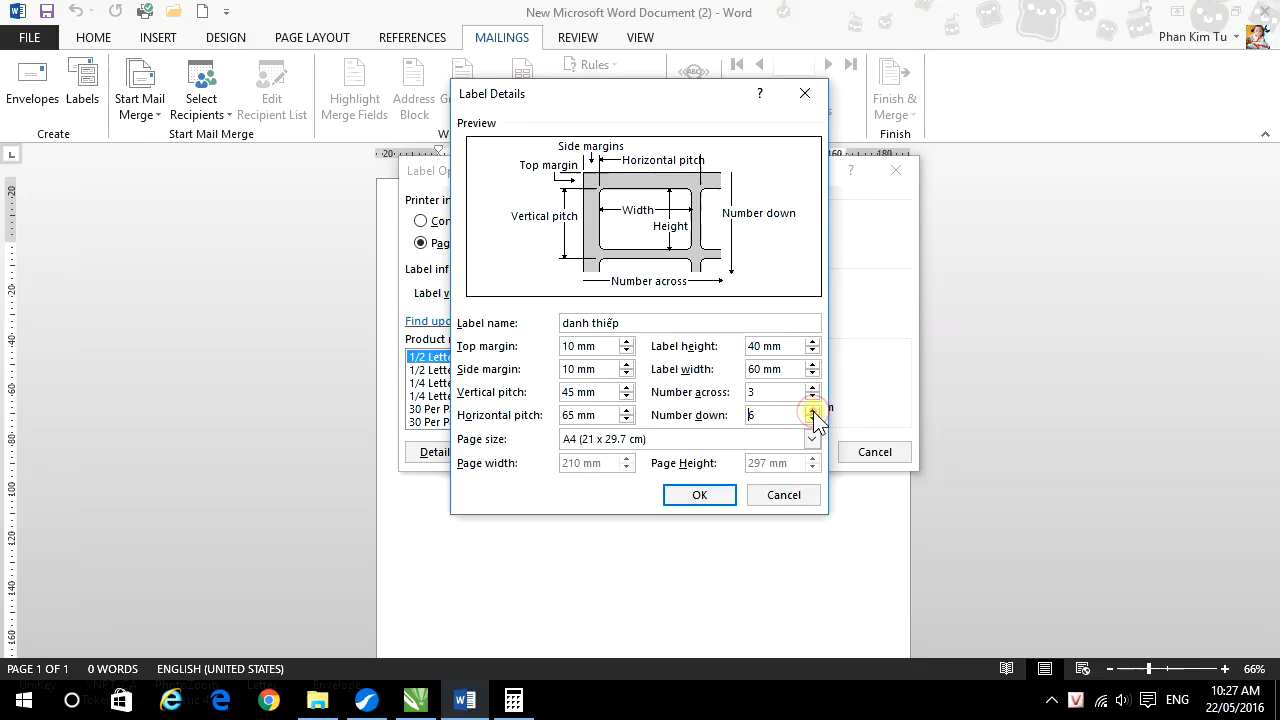 New Microsoft Word Document (2) - Word
FILE
HOME
INSERT
DESIGN
PAGE LAYOUT
REFERENCES
MAILINGS
REVIEW
VIEW
Phan Kim Tu
Envelopes
Labels
Start Mail Merge
Select Recipients
Edit Recipient List
Highlight Merge Fields
Address Block
Rules
ABC
Finish & Merge
Create
Start Mail Merge
Finish
Label Details
Preview
Side margins
Horizontal pitch
Top margin
Vertical pitch
Width
Height
Number down
Number across
Label name: danh thiếp
Top margin: 10 mm Label height: 40 mm
Side margin: 10 mm Label width: 60 mm
Vertical pitch: 45 mm Number across: 3
Horizontal pitch: 65 mm Number down: 6
Page size: A4 (21 x 29.7 cm)
Page width: 210 mm Page Height: 297 mm
OK Cancel
Printer in
Label inf
Label v
Find upd
Product n
1/2 Lette
1/2 Lette
1/4 Lette
1/4 Lette
30 Per P
30 Per P
Detail
Cancel
PAGE 1 OF 1 0 WORDS ENGLISH (UNITED STATES) 66%
ENG
10:27 AM
22/05/2016